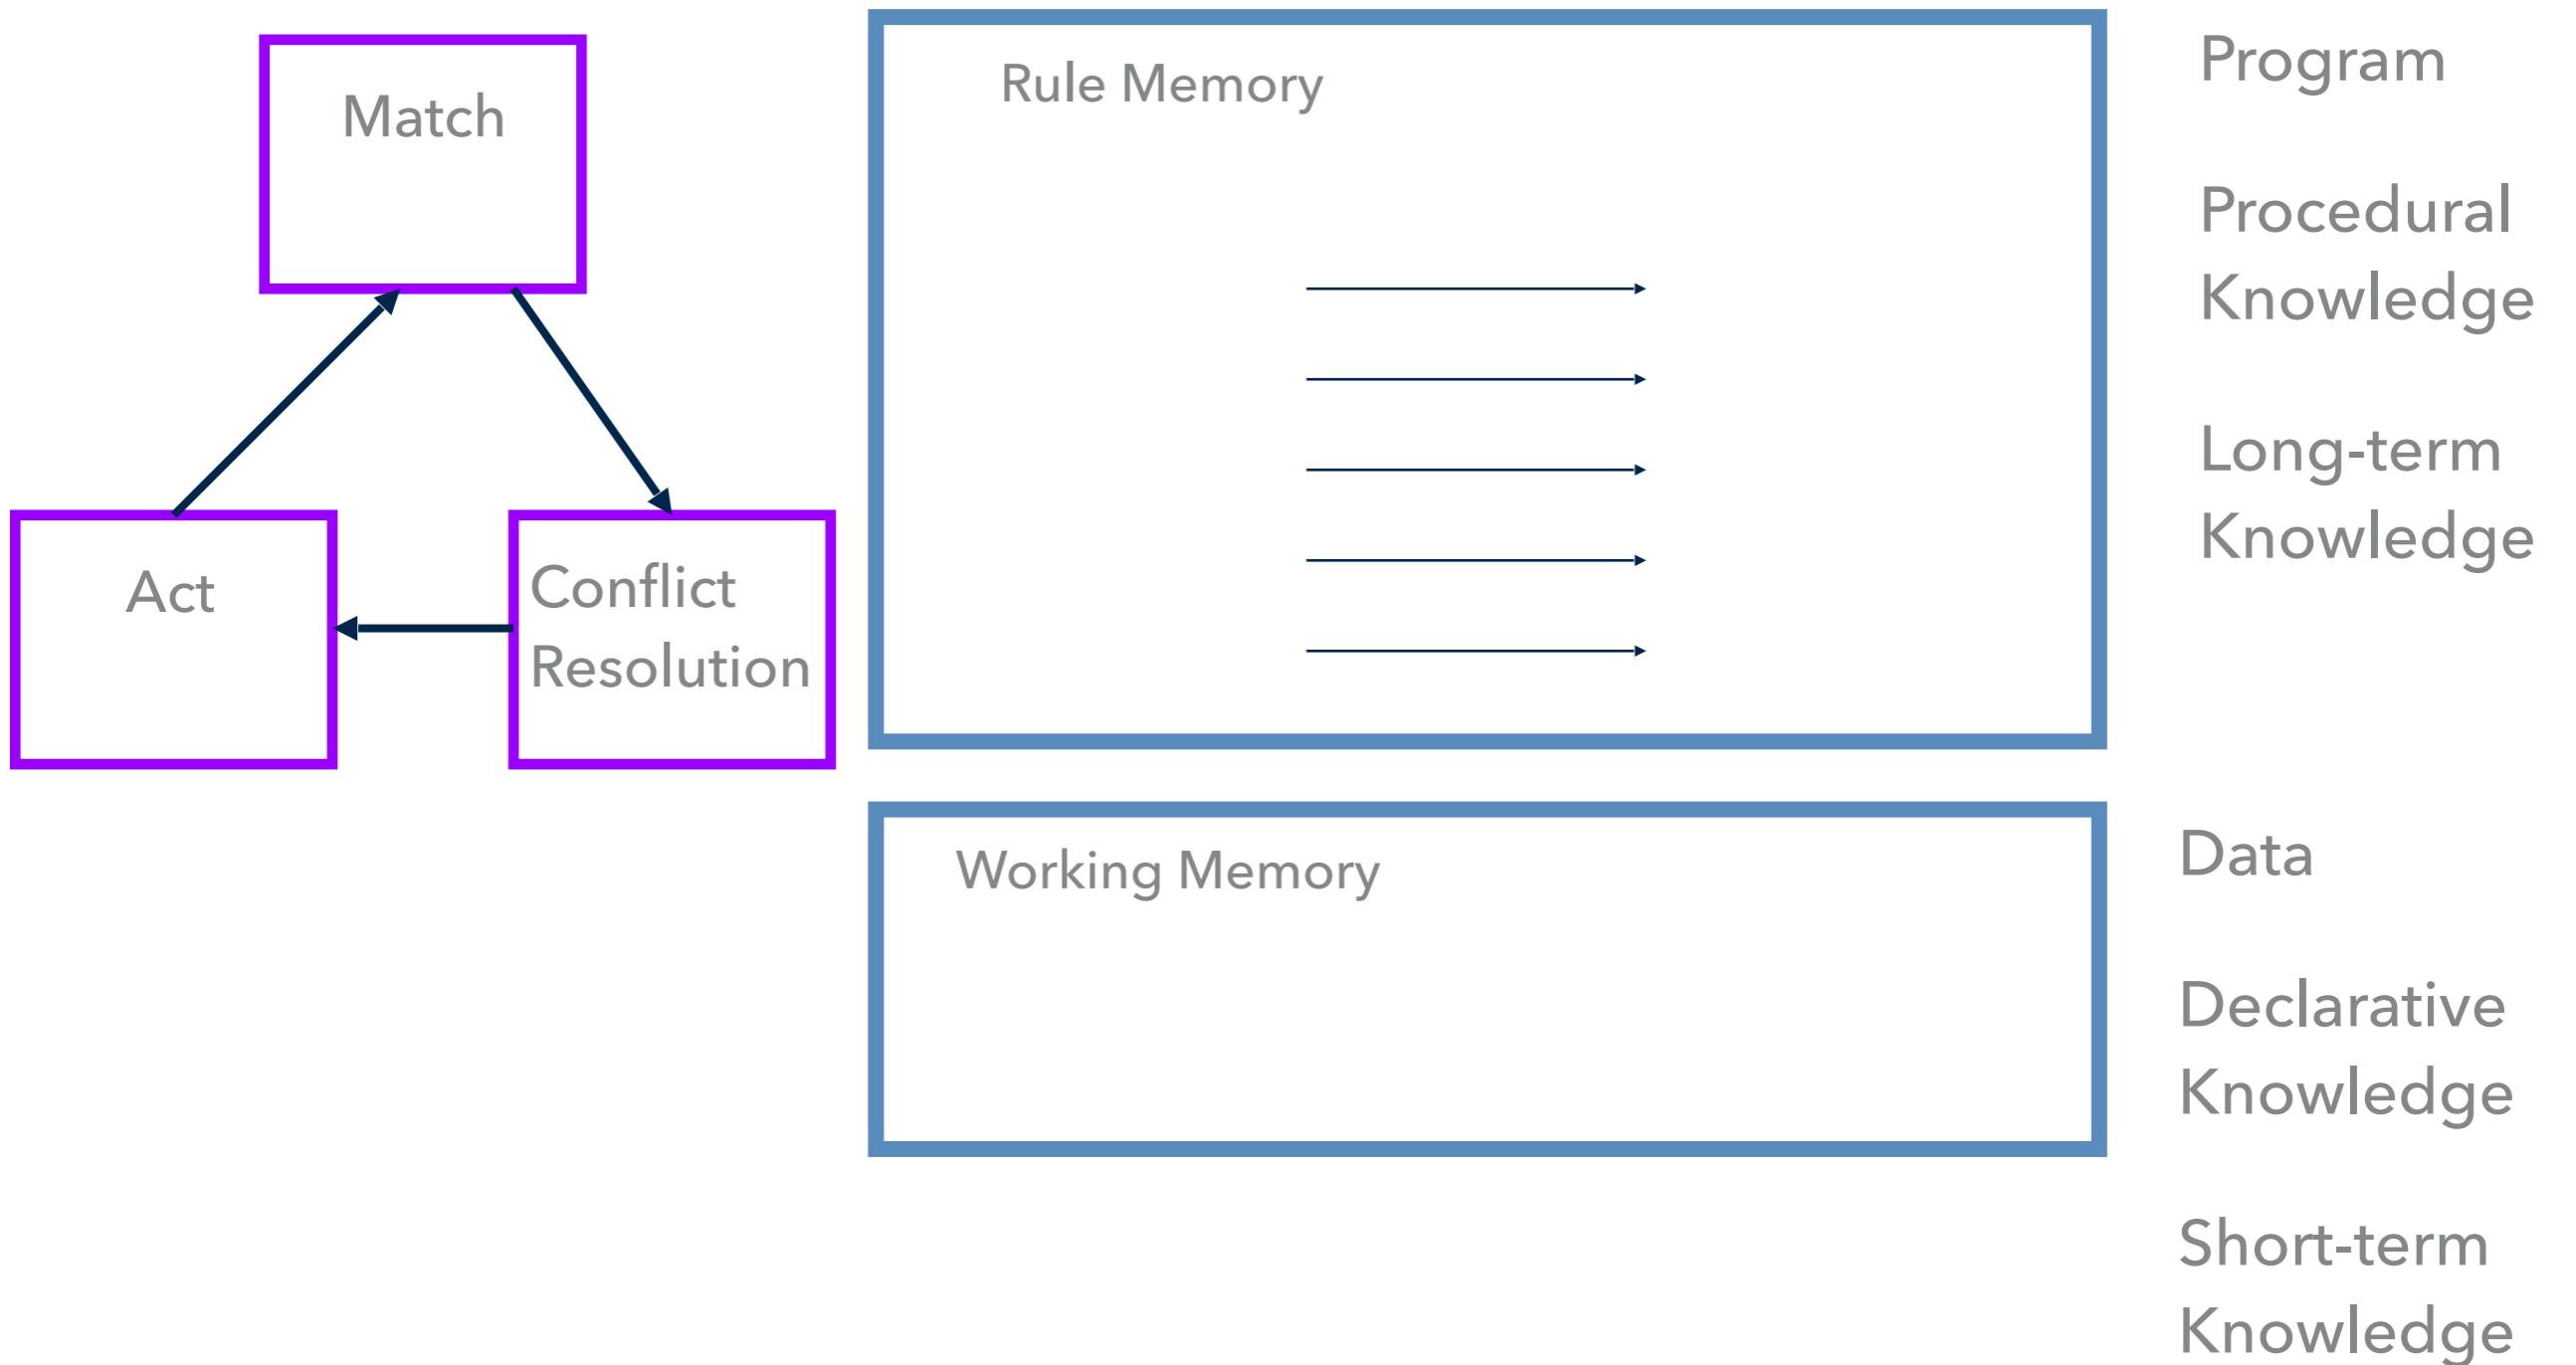 Match
Act
Conflict
Resolution
Rule Memory
Program
Procedural
Knowledge
Long-term
Knowledge
Working Memory
Data
Declarative
Knowledge
Short-term
Knowledge